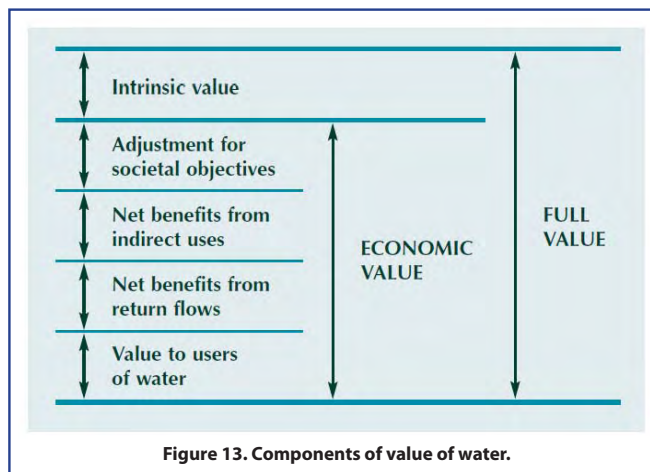 Intrinsic value
Adjustment for
societal objectives
Net benefits from
indirect uses
Net benefits from
return flows
Value to users
of water
ECONOMIC
VALUE
FULL
VALUE
Figure 13. Components of value of water.